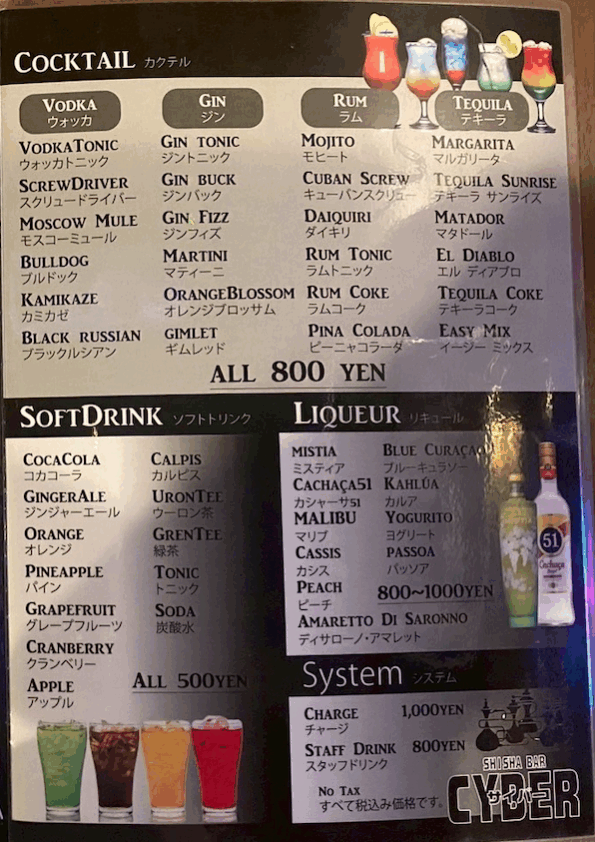 COCKTAIL カクテル
VODKA
ウォッカ
VODKATONIC
ウォッカトニック
SCREWDRIVER
スクリュードライバー
MOSCOW MULE
モスコーミュール
BULLDOG
ブルドック
KAMIKAZE
カミカゼ
BLACK RUSSIAN
ブラックルシアン
GIN
ジン
GIN TONIC
ジントニック
GIN BUCK
ジンバック
GIN FIZZ
ジンフィズ
MARTINI
マティーニ
ORANGEBLOSSOM
オレンジブロッサム
GIMLET
ギムレッド
RUM
ラム
MOJITO
モヒート
CUBAN SCREW
キューバンスクリュー
DAIQUIRI
ダイキリ
RUM TONIC
ラムトニック
RUM COKE
ラムコーク
PINA COLADA
ピーニャコラーダ
TEQUILA
テキーラ
MARGARITA
マルガリータ
TEQUILA SUNRISE
テキーラ サンライズ
MATADOR
マタドール
EL DIABLO
エル ディアブロ
TEQUILA COKE
テキーラコーク
EASY MIX
イージー ミックス
ALL 800 YEN
SOFTDRINK ソフトトリンク
COCACOLA
コカコーラ
GINGERALE
ジンジャーエール
ORANGE
オレンジ
PINEAPPLE
パイン
GRAPEFRUIT
グレープフルーツ
CRANBERRY
クランベリー
APPLE
アップル
CALPIS
カルピス
URONTEE
ウーロン茶
GRENTEE
緑茶
TONIC
トニック
SODA
炭酸水
ALL 500YEN
LIQUEUR リキュール
MISTIA
ミスティア
CACHAÇA51
カシャーサ51
MALIBU
マリブ
CASSIS
カシス
PEACH
ピーチ
BLUE CURAÇAO
ブルーキュラソー
KAHLÚA
カルア
YOGURITO
ヨグリート
PASSOA
パッソア
800~1000YEN
AMARETTO DI SARONNO
ディサローノ・アマレット
51
Cachaça
System システム
CHARGE 1,000YEN
チャージ
STAFF DRINK 800YEN
スタッフドリンク
NO TAX
すべて税込み価格です。
SHISHA BAR
CYBER
サイバー